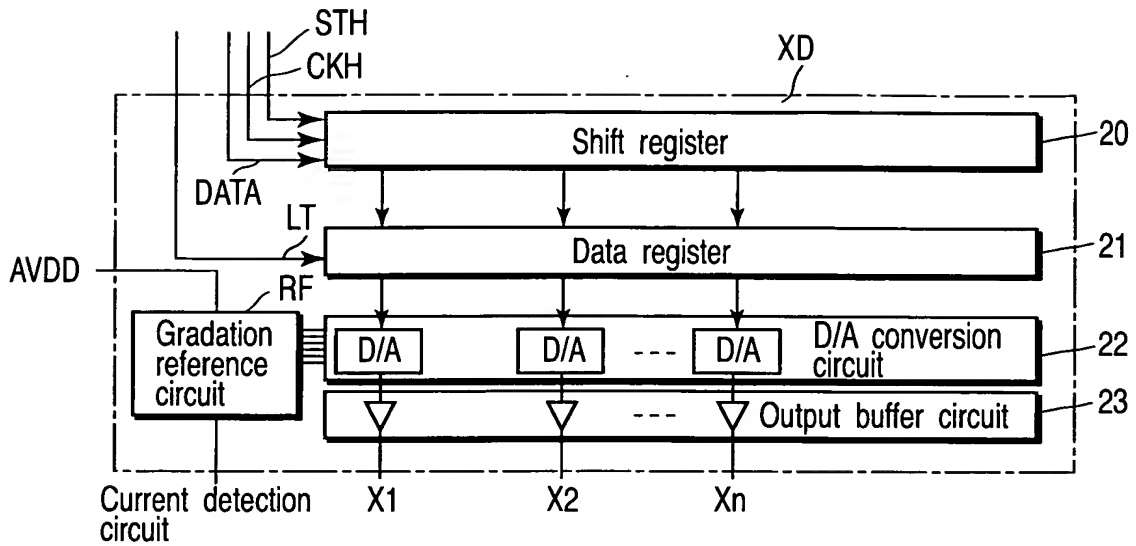 STH
CKH
XD
Shift register
20
DATA
LT
Data register
21
AVDD
RF
Gradation
reference
circuit
D/A
D/A
---
D/A
D/A conversion
circuit
22
---
Output buffer circuit
23
Current detection
circuit
X1
X2
Xn